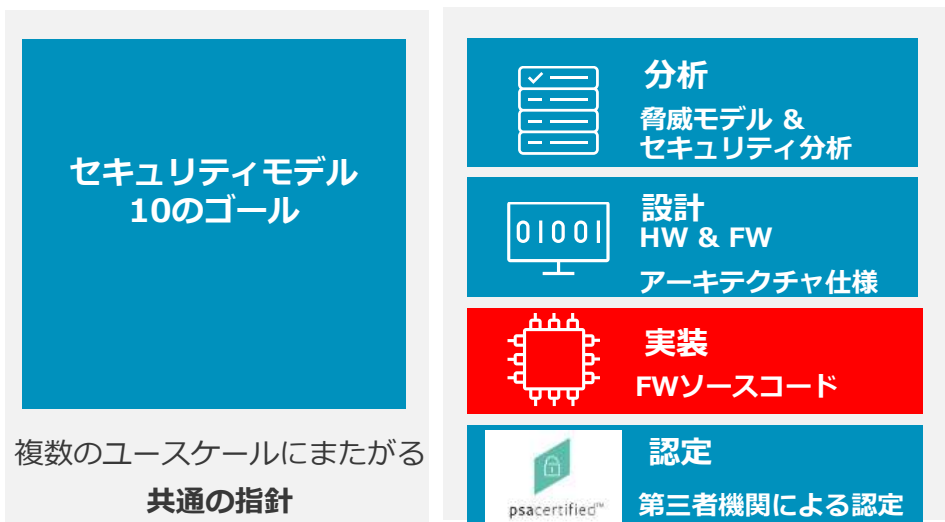 セキュリティモデル
10のゴール
複数のユースケールにまたがる
共通の指針
分析
脅威モデル &
セキュリティ分析
01001
設計
HW & FW
アーキテクチャ仕様
実装
FWソースコード
psacertified™
認定
第三者機関による認定